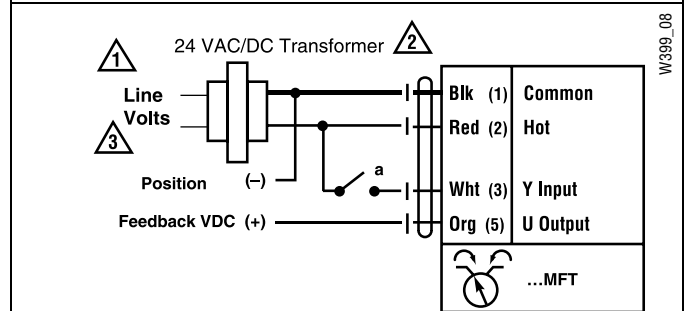 W399_08
24 VAC/DC Transformer 2
1
Line
Volts
3
Blk (1) Common
Red (2) Hot
a
Position (–)
Wht (3) Y Input
Feedback VDC (+)
Org (5) U Output
...MFT